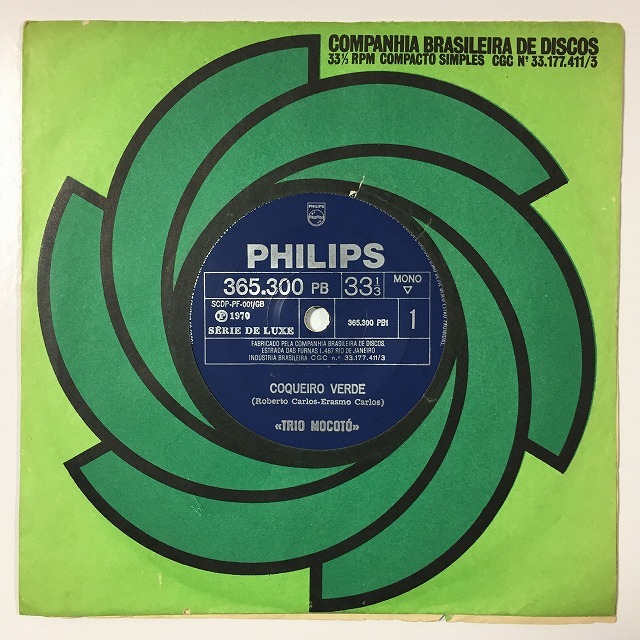 COMPANHIA BRASILEIRA DE DISCOS
33⅓ RPM COMPACTO SIMPLES CGC Nº 33.177.411/3
PHILIPS
PHILIPS
365.300 PB 33⅓ MONO
SCDP-PF-001/GB
Ⓟ 1970
SÉRIE DE LUXE 365.300 PB1 1
FABRICADO PELA COMPANHIA BRASILEIRA DE DISCOS.
ESTRADA DAS FURNAS 1.467 RIO DE JANEIRO
INDÚSTRIA BRASILEIRA CGC n.º 33.177.411/3
COQUEIRO VERDE
(Roberto Carlos-Erasmo Carlos)
«TRIO MOCOTÓ»